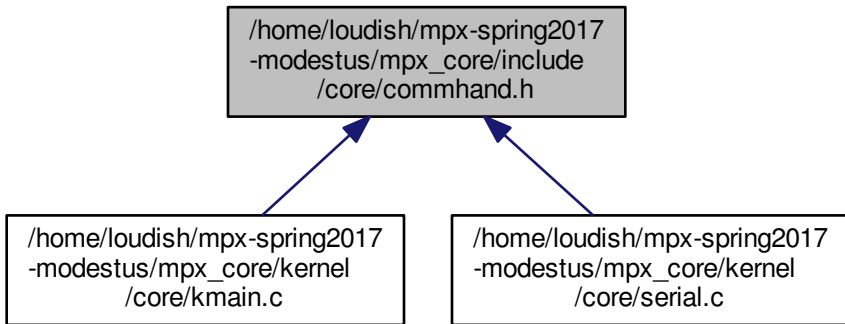 /home/loudish/mpx-spring2017
-modestus/mpx_core/include
/core/commhand.h
/home/loudish/mpx-spring2017
-modestus/mpx_core/kernel
/core/kmain.c
/home/loudish/mpx-spring2017
-modestus/mpx_core/kernel
/core/serial.c